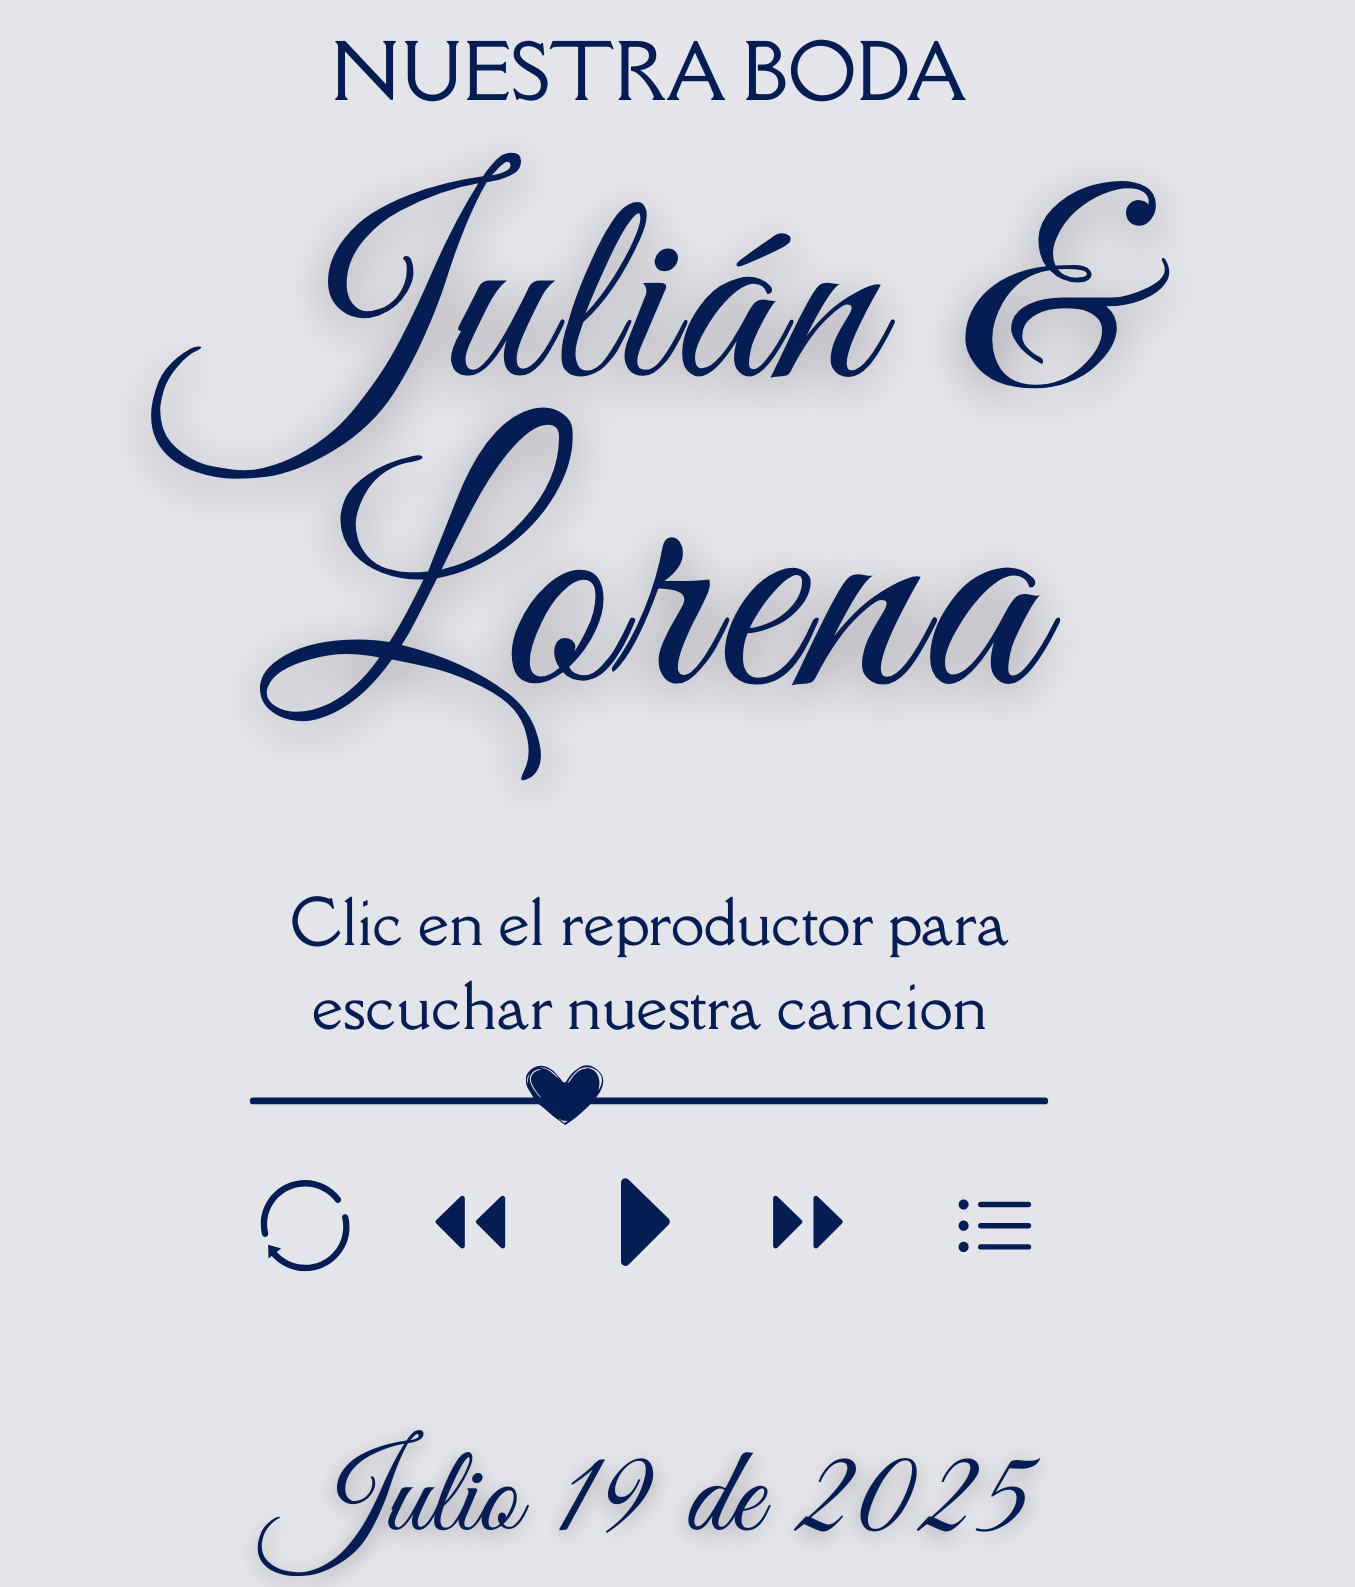 NUESTRA BODA
Julián &
Lorena
Clic en el reproductor para
escuchar nuestra cancion
Julio 19 de 2025